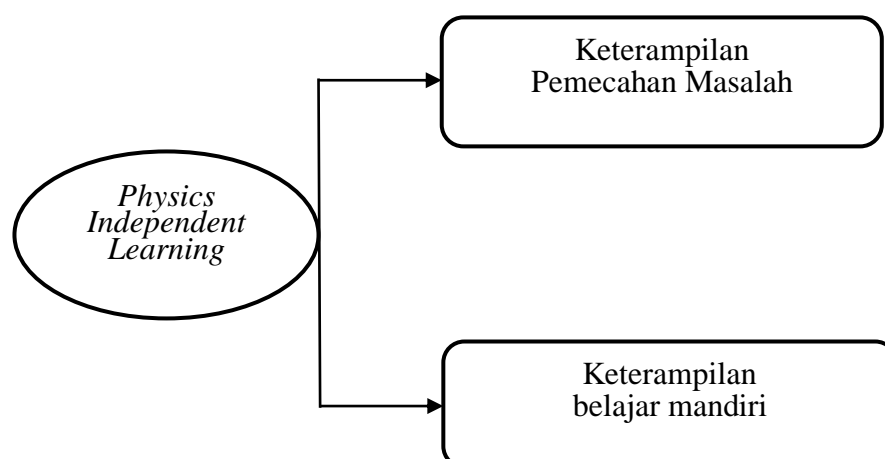 Keterampilan
Pemecahan Masalah
Physics
Independent
Learning
Keterampilan
belajar mandiri